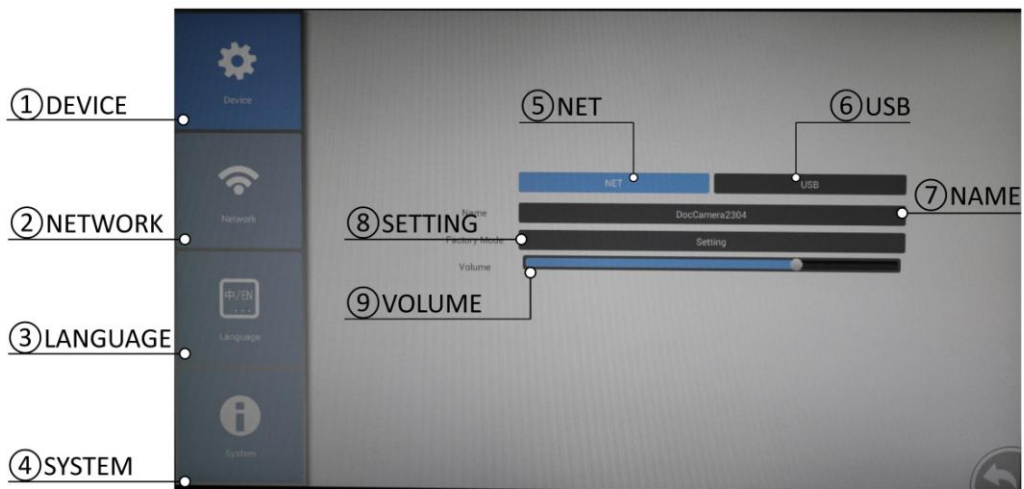 ①DEVICE
②NETWORK
③LANGUAGE
④SYSTEM
Device
Network
中/EN
...
Language
System
⑤NET
⑥USB
NET
USB
⑦NAME
Name
DocCamera2304
⑧SETTING
Factory Mode
Setting
Volume
⑨VOLUME